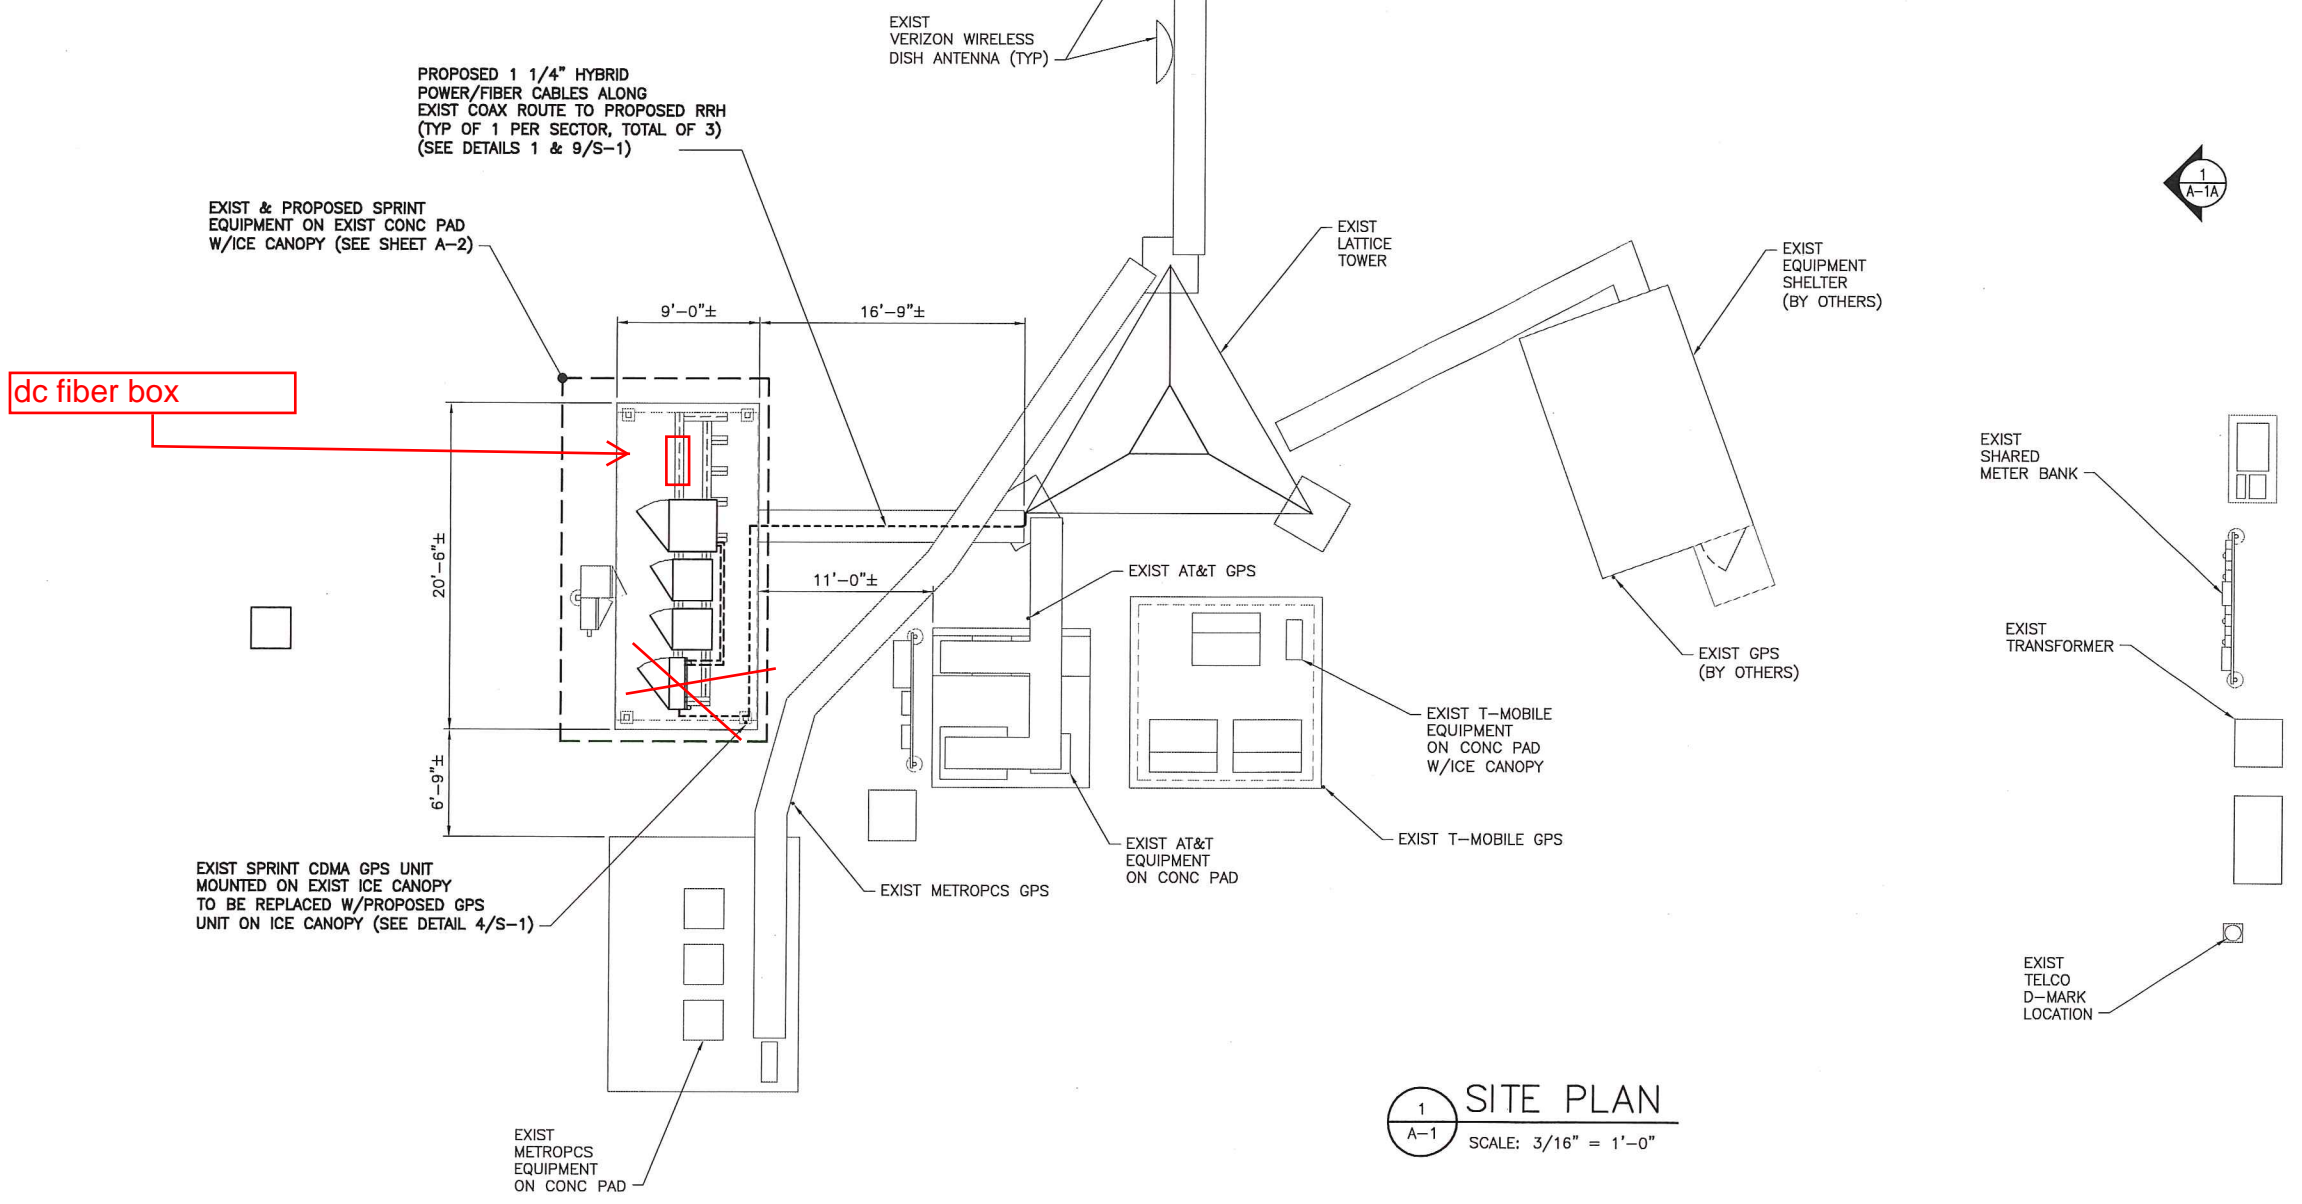 EXIST
VERIZON WIRELESS
DISH ANTENNA (TYP)
PROPOSED 1 1/4" HYBRID
POWER/FIBER CABLES ALONG
EXIST COAX ROUTE TO PROPOSED RRH
(TYP OF 1 PER SECTOR, TOTAL OF 3)
(SEE DETAILS 1 & 9/S-1)
EXIST & PROPOSED SPRINT
EQUIPMENT ON EXIST CONC PAD
W/ICE CANOPY (SEE SHEET A-2)
1
A-1A
EXIST
LATTICE
TOWER
EXIST
EQUIPMENT
SHELTER
(BY OTHERS)
9'-0"±
16'-9"±
dc fiber box
EXIST
SHARED
METER BANK
20'-6"±
11'-0"±
EXIST AT&T GPS
EXIST
TRANSFORMER
EXIST GPS
(BY OTHERS)
EXIST T-MOBILE
EQUIPMENT
ON CONC PAD
W/ICE CANOPY
6'-9"±
EXIST T-MOBILE GPS
EXIST AT&T
EQUIPMENT
ON CONC PAD
EXIST METROPCS GPS
EXIST SPRINT CDMA GPS UNIT
MOUNTED ON EXIST ICE CANOPY
TO BE REPLACED W/PROPOSED GPS
UNIT ON ICE CANOPY (SEE DETAIL 4/S-1)
EXIST
TELCO
D-MARK
LOCATION
EXIST
METROPCS
EQUIPMENT
ON CONC PAD
1
A-1
SITE PLAN
SCALE: 3/16" = 1'-0"